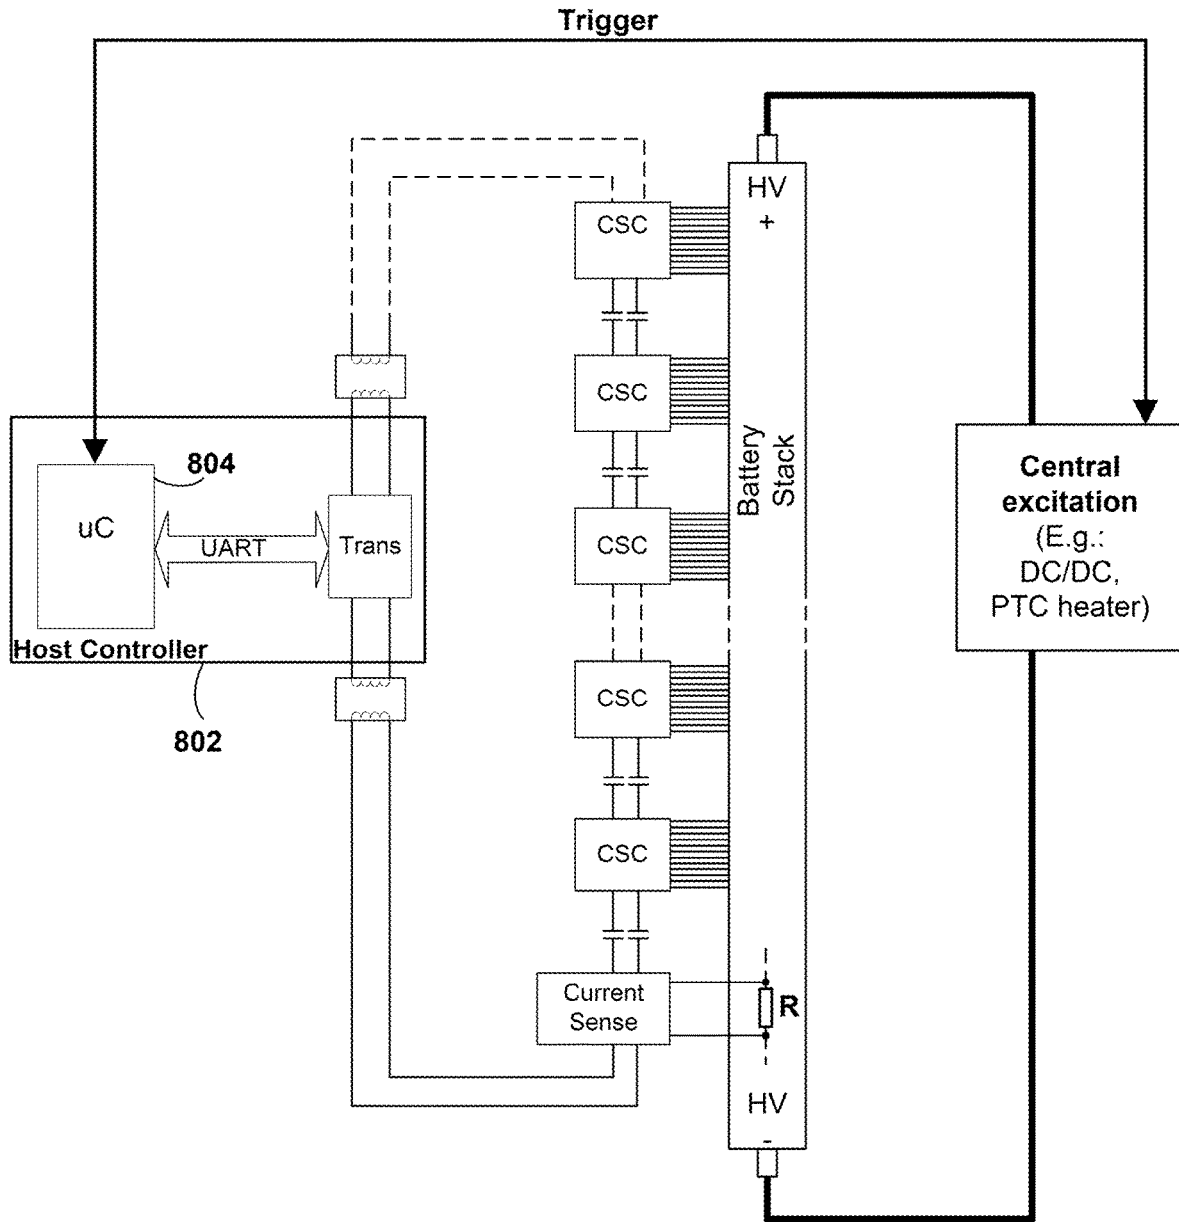 Trigger
HV
+
CSC
CSC
Battery
Stack
804
uC
UART
Trans
CSC
Central
excitation
(E.g.:
DC/DC,
PTC heater)
Host Controller
802
CSC
CSC
Current
Sense
R
HV
-